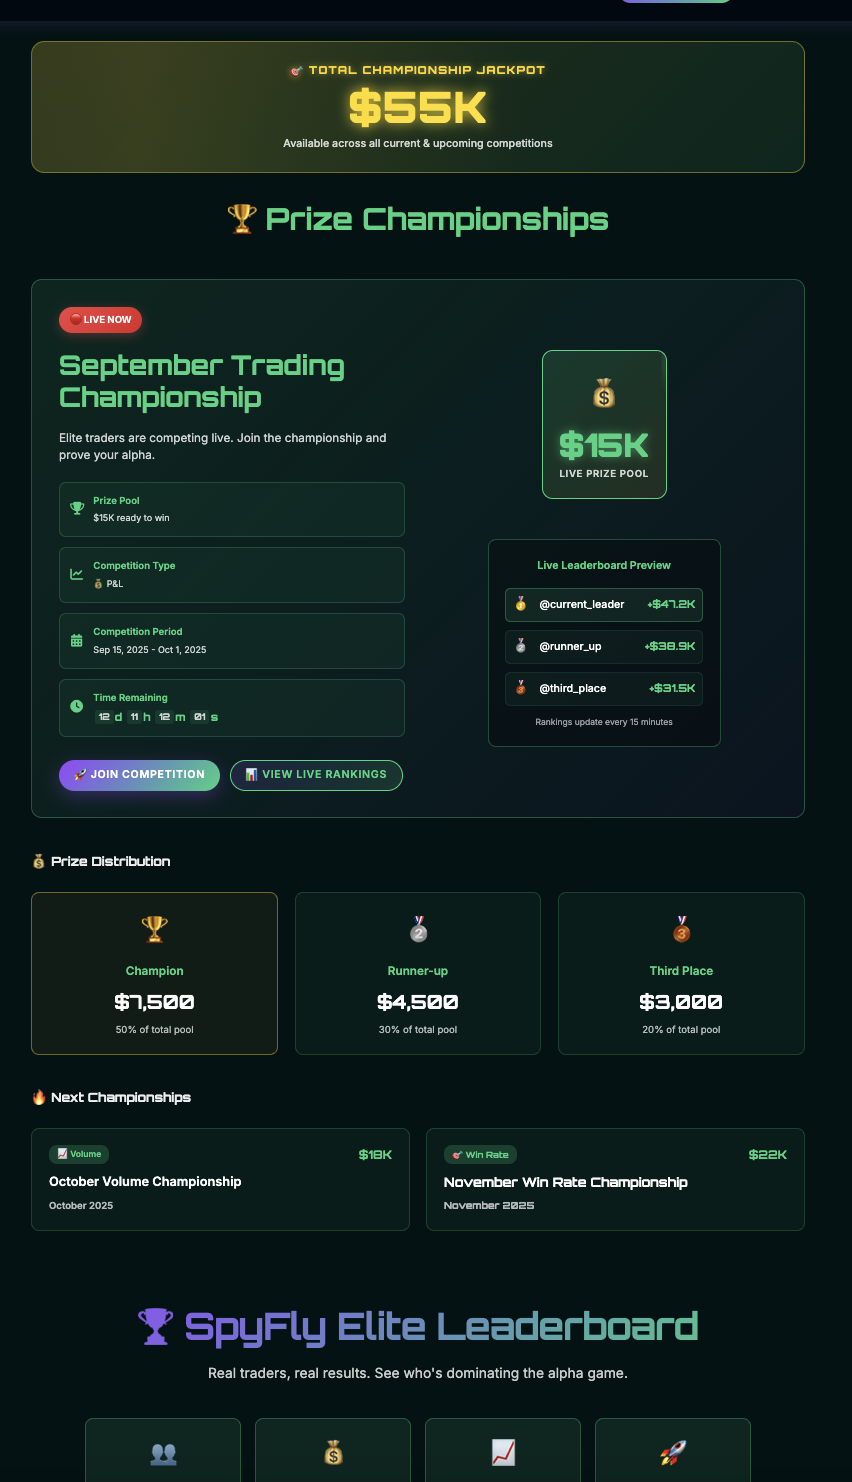 🎯 TOTAL CHAMPIONSHIP JACKPOT
$55K
Available across all current & upcoming competitions
🏆 Prize Championships
🔴 LIVE NOW
September Trading
Championship
Elite traders are competing live. Join the championship and
prove your alpha.
Prize Pool
$15K ready to win
Competition Type
💰 P&L
Competition Period
Sep 15, 2025 - Oct 1, 2025
Time Remaining
12 d 11 h 12 m 01 s
🚀 JOIN COMPETITION
📊 VIEW LIVE RANKINGS
💰
$15K
LIVE PRIZE POOL
Live Leaderboard Preview
🥇 @current_leader +$47.2K
🥈 @runner_up +$38.9K
🥉 @third_place +$31.5K
Rankings update every 15 minutes
💰 Prize Distribution
🏆
Champion
$7,500
50% of total pool
🥈
Runner-up
$4,500
30% of total pool
🥉
Third Place
$3,000
20% of total pool
🔥 Next Championships
📈 Volume $18K
October Volume Championship
October 2025
🎯 Win Rate $22K
November Win Rate Championship
November 2025
🏆 SpyFly Elite Leaderboard
Real traders, real results. See who's dominating the alpha game.